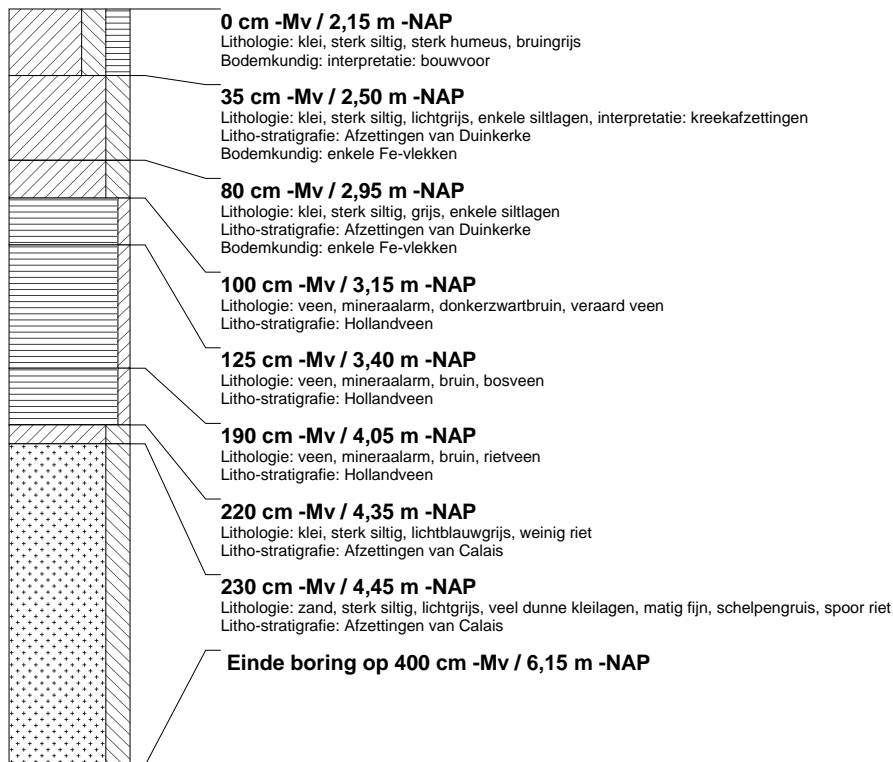 0 cm -Mv / 2,15 m -NAP
Lithologie: klei, sterk siltig, sterk humeus, bruingrijs
Bodemkundig: interpretatie: bouwvoor
35 cm -Mv / 2,50 m -NAP
Lithologie: klei, sterk siltig, lichtgrijs, enkele siltlagen, interpretatie: kreekafzettingen
Litho-stratigrafie: Afzettingen van Duinkerke
Bodemkundig: enkele Fe-vlekken
80 cm -Mv / 2,95 m -NAP
Lithologie: klei, sterk siltig, grijs, enkele siltlagen
Litho-stratigrafie: Afzettingen van Duinkerke
Bodemkundig: enkele Fe-vlekken
100 cm -Mv / 3,15 m -NAP
Lithologie: veen, mineraalarm, donkerzwartbruin, veraard veen
Litho-stratigrafie: Hollandveen
125 cm -Mv / 3,40 m -NAP
Lithologie: veen, mineraalarm, bruin, bosveen
Litho-stratigrafie: Hollandveen
190 cm -Mv / 4,05 m -NAP
Lithologie: veen, mineraalarm, bruin, rietveen
Litho-stratigrafie: Hollandveen
220 cm -Mv / 4,35 m -NAP
Lithologie: klei, sterk siltig, lichtblauwgrijs, weinig riet
Litho-stratigrafie: Afzettingen van Calais
230 cm -Mv / 4,45 m -NAP
Lithologie: zand, sterk siltig, lichtgrijs, veel dunne kleilagen, matig fijn, schelpengruis, spoor riet
Litho-stratigrafie: Afzettingen van Calais
Einde boring op 400 cm -Mv / 6,15 m -NAP